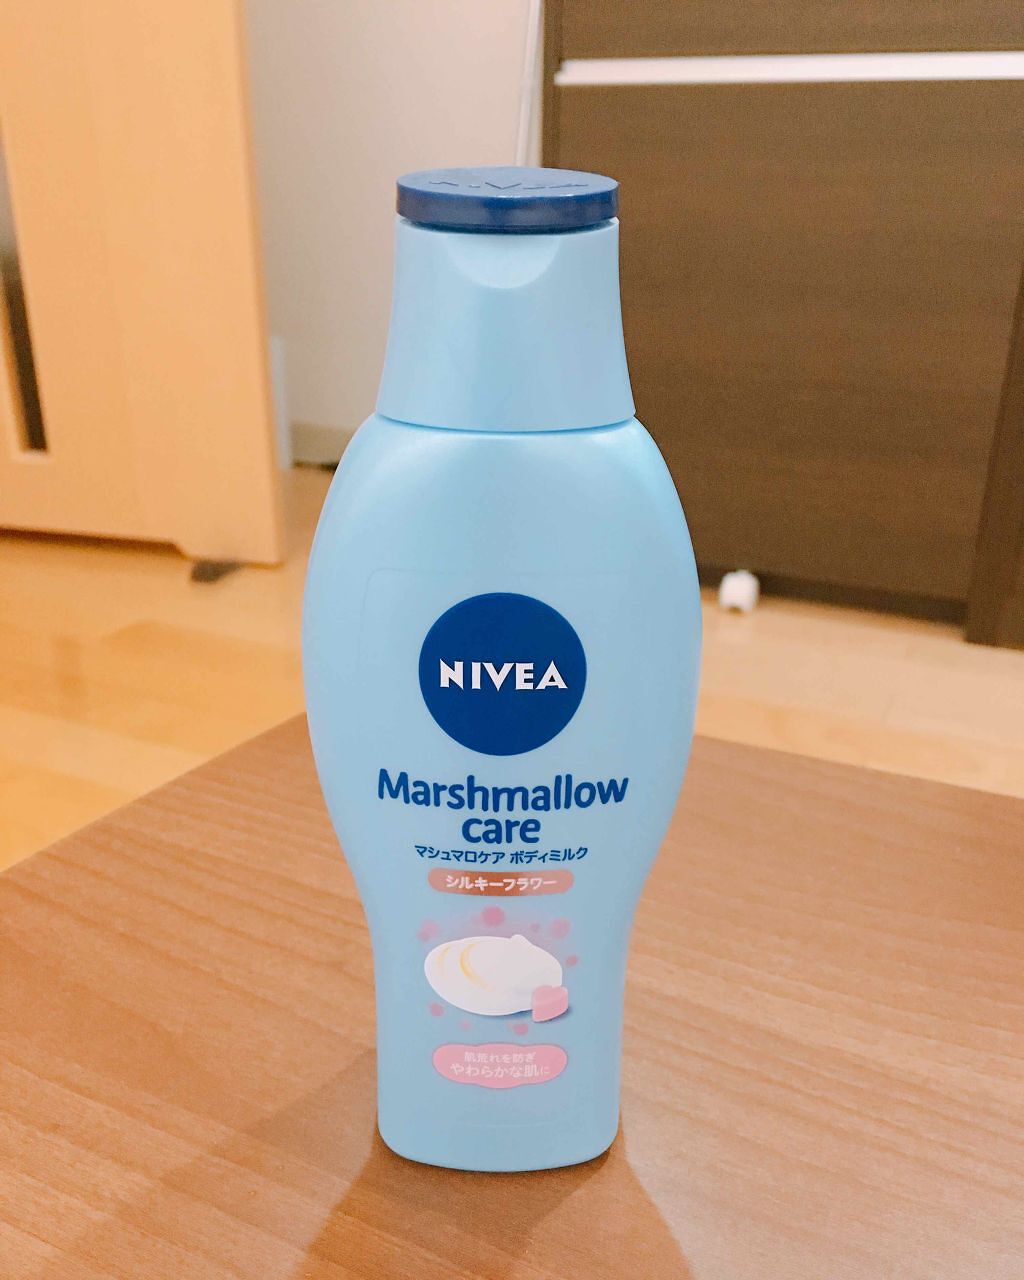 NIVEA
NIVEA
Marshmallow
care
マシュマロケア ボディミルク
シルキーフラワー
肌荒れを防ぎ
やわらかな肌に